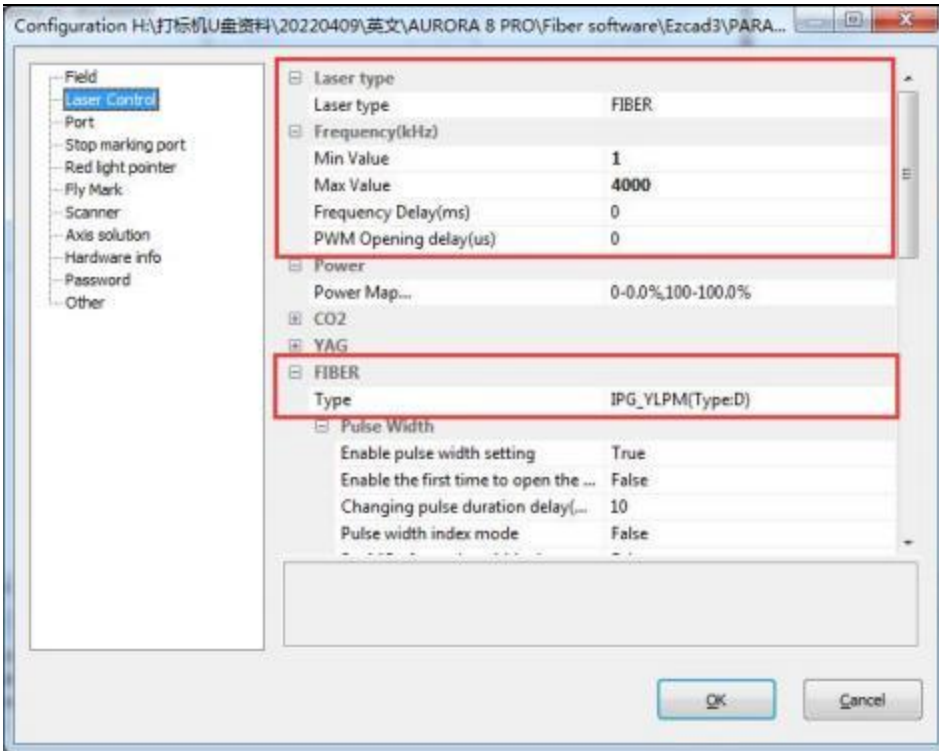 Configuration H:\打标机U盘资料\20220409\英文\AURORA 8 PRO\Fiber software\Ezcad3\PARA...
Field
Laser Control
Port
Stop marking port
Red light pointer
Fly Mark
Scanner
Axis solution
Hardware info
Password
Other
Laser type
Laser type FIBER
Frequency(kHz)
Min Value 1
Max Value 4000
Frequency Delay(ms) 0
PWM Opening delay(us) 0
Power
Power Map... 0-0.0%,100-100.0%
CO2
YAG
FIBER
Type IPG_YLPM(Type:D)
Pulse Width
Enable pulse width setting True
Enable the first time to open the ... False
Changing pulse duration delay(... 10
Pulse width index mode False
OK Cancel